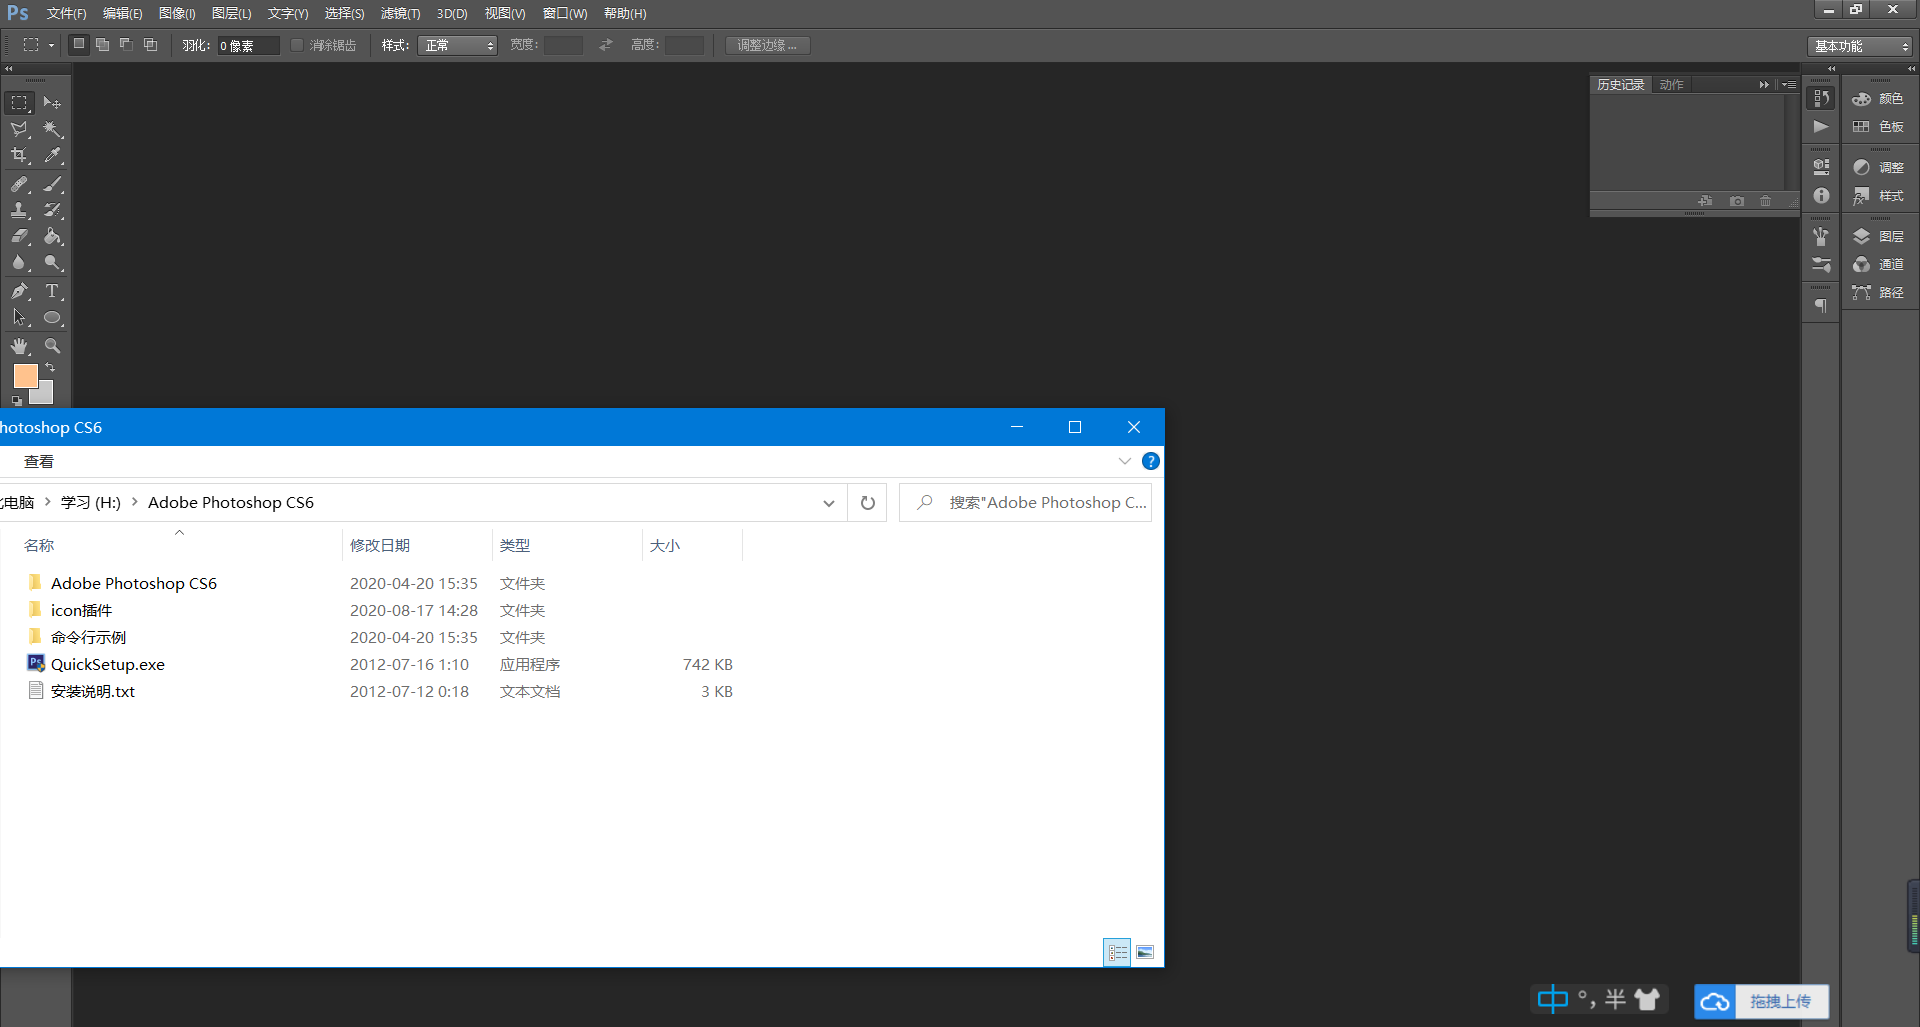 Ps 文件(F) 编辑(E) 图像(I) 图层(L) 文字(Y) 选择(S) 滤镜(T) 3D(D) 视图(V) 窗口(W) 帮助(H)
羽化: 0 像素 消除锯齿 样式: 正常 宽度: 高度: 调整边缘... 基本功能
历史记录 动作
颜色
色板
调整
样式
图层
通道
路径
T
hotoshop CS6
查看
电脑 学习 (H:) Adobe Photoshop CS6 搜索"Adobe Photoshop C...
名称 修改日期 类型 大小
Adobe Photoshop CS6 2020-04-20 15:35 文件夹
icon插件 2020-08-17 14:28 文件夹
命令行示例 2020-04-20 15:35 文件夹
QuickSetup.exe 2012-07-16 1:10 应用程序 742 KB
安装说明.txt 2012-07-12 0:18 文本文档 3 KB
中 °, 半
拖拽上传